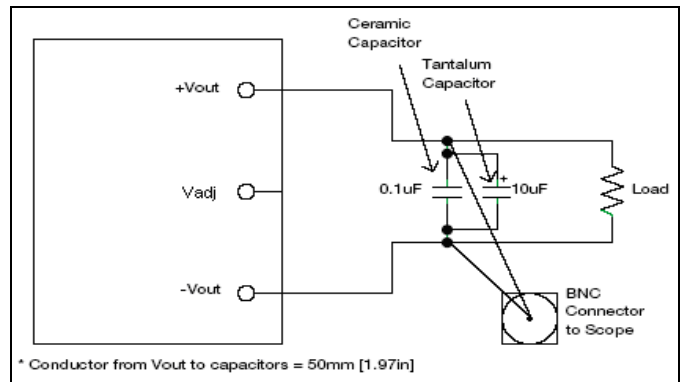 Ceramic
Capacitor
Tantalum
Capacitor
+Vout
Vadj
0.1uF
+
10uF
Load
-Vout
BNC
Connector
to Scope
* Conductor from Vout to capacitors = 50mm [1.97in]